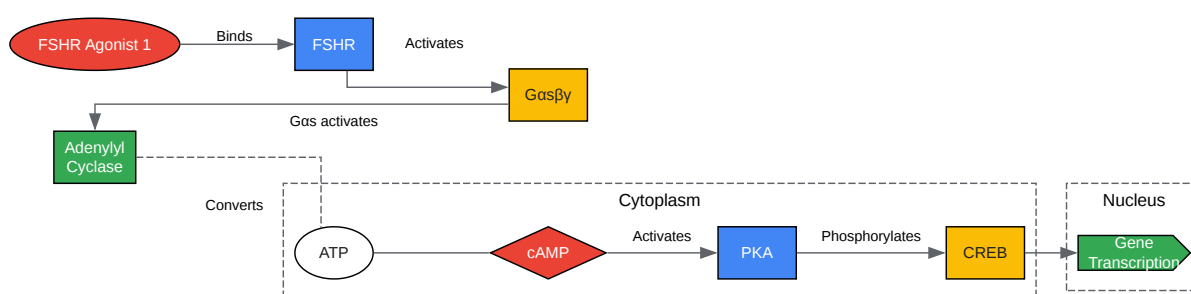 FSHR Agonist 1
Binds
FSHR
Activates
Gαsβγ
Gαs activates
Adenylyl
Cyclase
Converts
Cytoplasm
Nucleus
ATP
cAMP
Activates
PKA
Phosphorylates
CREB
Gene
Transcription